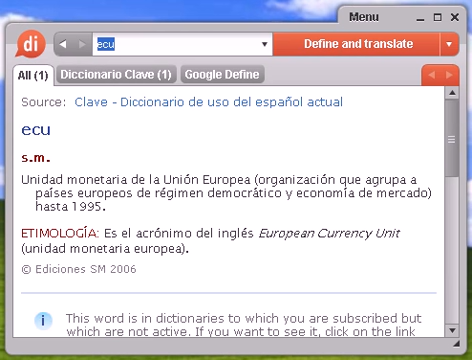 Menu
di
ecu
Define and translate
All (1)
Diccionario Clave (1)
Google Define
Source: Clave - Diccionario de uso del español actual
ecu
s.m.
Unidad monetaria de la Unión Europea (organización que agrupa a
países europeos de régimen democrático y economía de mercado)
hasta 1995.
ETIMOLOGÍA: Es el acrónimo del inglés European Currency Unit
(unidad monetaria europea).
© Ediciones SM 2006
i
This word is in dictionaries to which you are subscribed but
which are not active. If you want to see it, click on the link